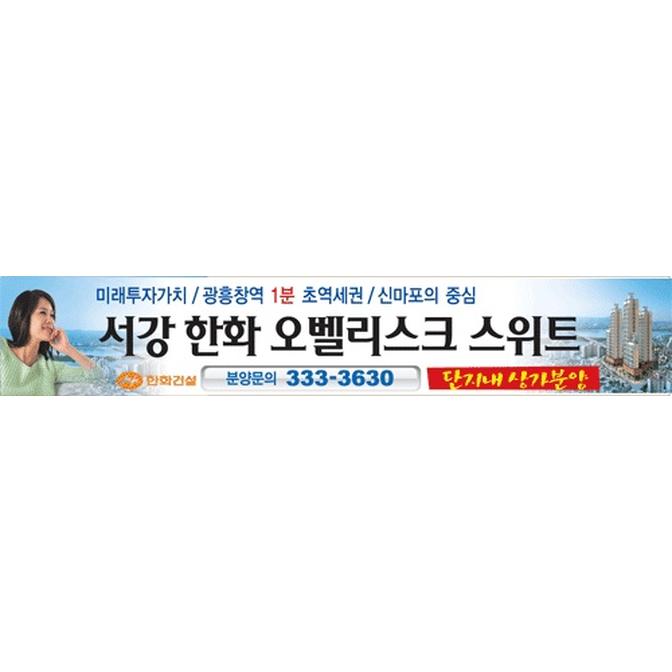 미래투자가치 / 광흥창역 1분 초역세권 / 신마포의 중심
서강 한화 오벨리스크 스위트
한화건설 분양문의 333-3630 단지내 상가분양